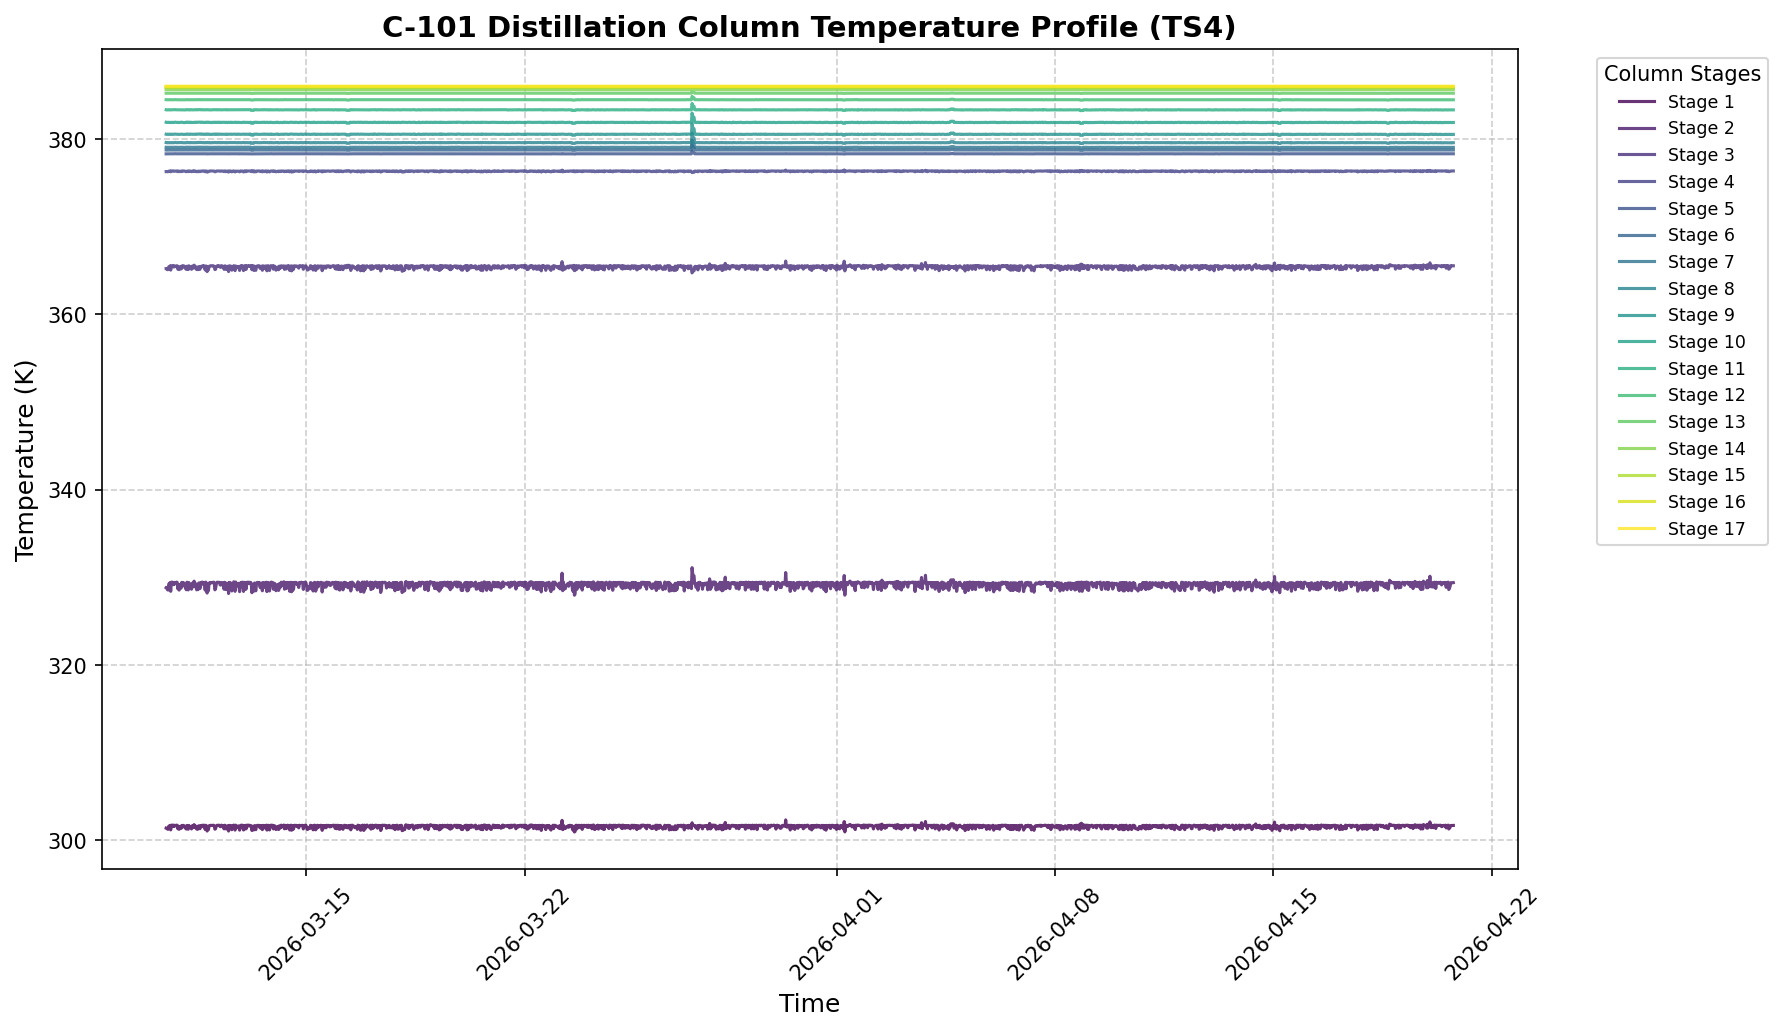 C-101 Distillation Column Temperature Profile (TS4)
Temperature (K)
380
360
340
320
300
2026-03-15
2026-03-22
2026-04-01
2026-04-08
2026-04-15
2026-04-22
Time
Column Stages
Stage 1
Stage 2
Stage 3
Stage 4
Stage 5
Stage 6
Stage 7
Stage 8
Stage 9
Stage 10
Stage 11
Stage 12
Stage 13
Stage 14
Stage 15
Stage 16
Stage 17